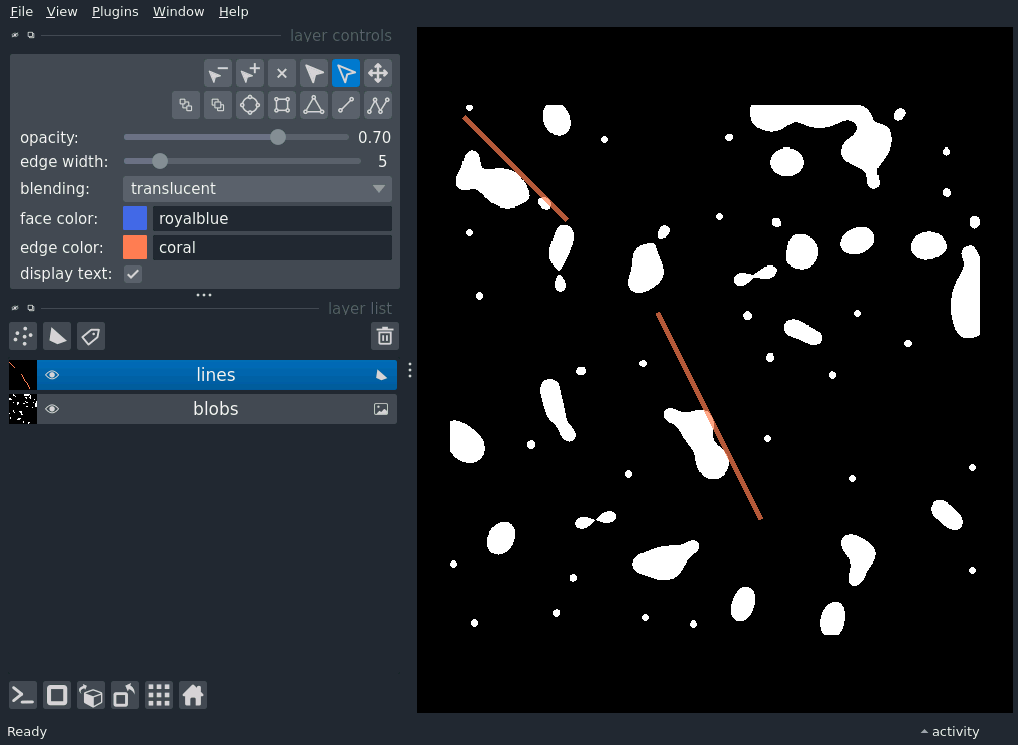 File View Plugins Window Help
layer controls
opacity: 0.70
edge width: 5
blending: translucent
face color: royalblue
edge color: coral
display text:
layer list
lines
blobs
Ready activity